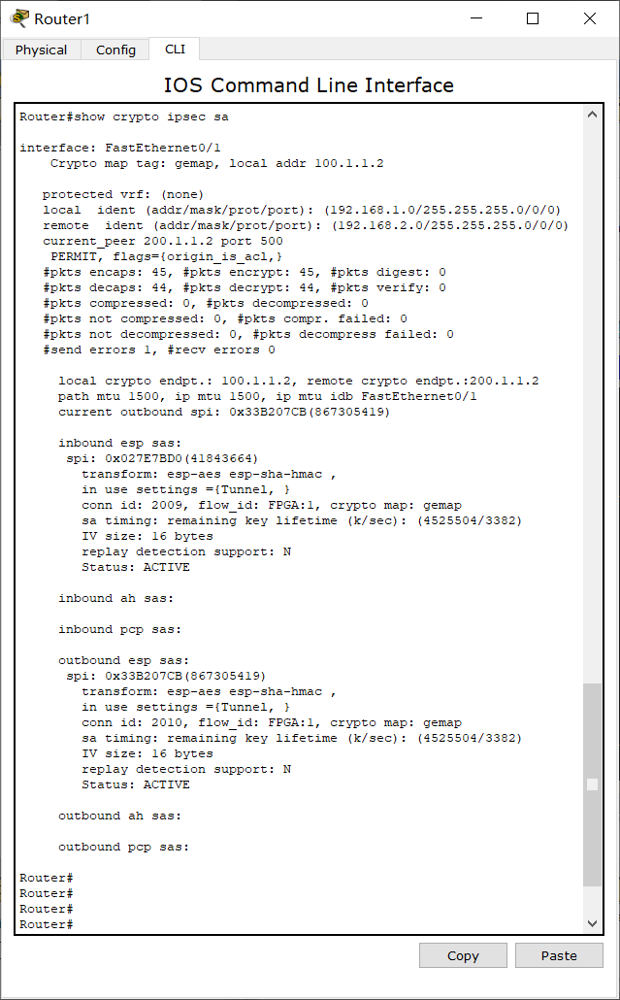 Router1
Physical Config CLI
IOS Command Line Interface
Router#show crypto ipsec sa
interface: FastEthernet0/1
Crypto map tag: gemap, local addr 100.1.1.2
protected vrf: (none)
local ident (addr/mask/prot/port): (192.168.1.0/255.255.255.0/0/0)
remote ident (addr/mask/prot/port): (192.168.2.0/255.255.255.0/0/0)
current_peer 200.1.1.2 port 500
PERMIT, flags={origin_is_acl,}
#pkts encaps: 45, #pkts encrypt: 45, #pkts digest: 0
#pkts decaps: 44, #pkts decrypt: 44, #pkts verify: 0
#pkts compressed: 0, #pkts decompressed: 0
#pkts not compressed: 0, #pkts compr. failed: 0
#pkts not decompressed: 0, #pkts decompress failed: 0
#send errors 1, #recv errors 0
local crypto endpt.: 100.1.1.2, remote crypto endpt.:200.1.1.2
path mtu 1500, ip mtu 1500, ip mtu idb FastEthernet0/1
current outbound spi: 0x33B207CB(867305419)
inbound esp sas:
spi: 0x027E7BD0(41843664)
transform: esp-aes esp-sha-hmac ,
in use settings ={Tunnel, }
conn id: 2009, flow_id: FPGA:1, crypto map: gemap
sa timing: remaining key lifetime (k/sec): (4525504/3382)
IV size: 16 bytes
replay detection support: N
Status: ACTIVE
inbound ah sas:
inbound pcp sas:
outbound esp sas:
spi: 0x33B207CB(867305419)
transform: esp-aes esp-sha-hmac ,
in use settings ={Tunnel, }
conn id: 2010, flow_id: FPGA:1, crypto map: gemap
sa timing: remaining key lifetime (k/sec): (4525504/3382)
IV size: 16 bytes
replay detection support: N
Status: ACTIVE
outbound ah sas:
outbound pcp sas:
Router#
Router#
Router#
Router#
Copy Paste